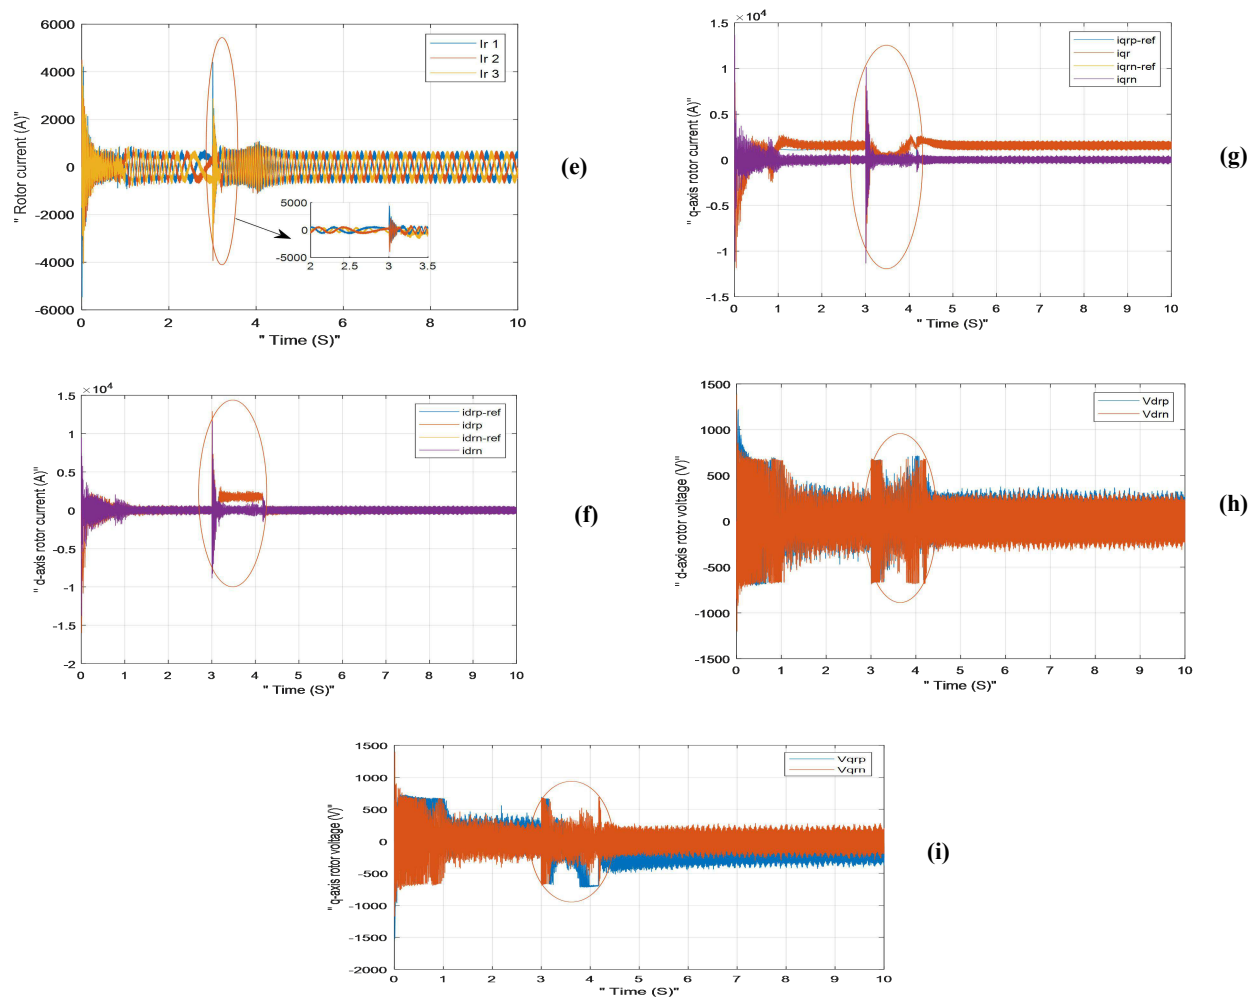 6000
4000
2000
0
-2000
-4000
-6000
" Rotor current (A)"
Ir 1
Ir 2
Ir 3
5000
0
-5000
2 2.5 3 3.5
0 2 4 6 8 10
" Time (S)"
(e)
×10⁴
1.5
1
0.5
0
-0.5
-1
-1.5
" q-axis rotor current (A)"
iqrp-ref
iqr
iqrn-ref
iqrn
0 1 2 3 4 5 6 7 8 9 10
" Time (S)"
(g)
×10⁴
1.5
1
0.5
0
-0.5
-1
-1.5
-2
" d-axis rotor current (A)"
idrp-ref
idrp
idrn-ref
idrn
0 1 2 3 4 5 6 7 8 9 10
" Time (S)"
(f)
1500
1000
500
0
-500
-1000
-1500
" d-axis rotor voltage (V)"
Vdrp
Vdrn
0 1 2 3 4 5 6 7 8 9 10
" Time (S)"
(h)
1500
1000
500
0
-500
-1000
-1500
-2000
" q-axis rotor voltage (V)"
Vqrp
Vqrn
0 1 2 3 4 5 6 7 8 9 10
" Time (S)"
(i)